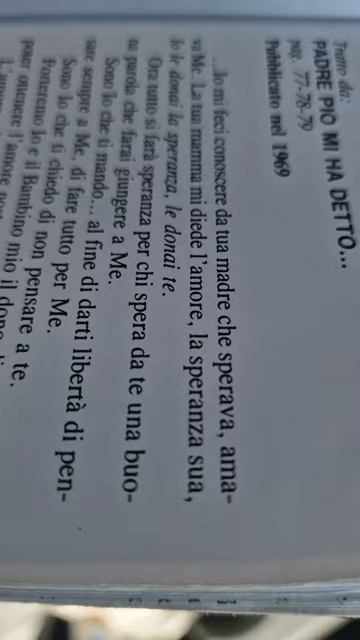 Tratto da:
PADRE PIO MI HA DETTO...
pag. 77-78-79
Pubblicato nel 1969
...Io mi feci conoscere da tua madre che sperava, ama-
va Me. La tua mamma mi diede l'amore, la speranza sua,
Io le donai la speranza, le donai te.
Ora tutto si farà speranza per chi spera da te una buo-
na parola che farai giungere a Me.
Sono Io che ti mando... al fine di darti libertà di pen-
sare sempre a Me, di fare tutto per Me.
Sono Io che ti chiedo di non pensare a te.
Porteremo Io e il Bambino mio il dono
poter ottenere l'amore